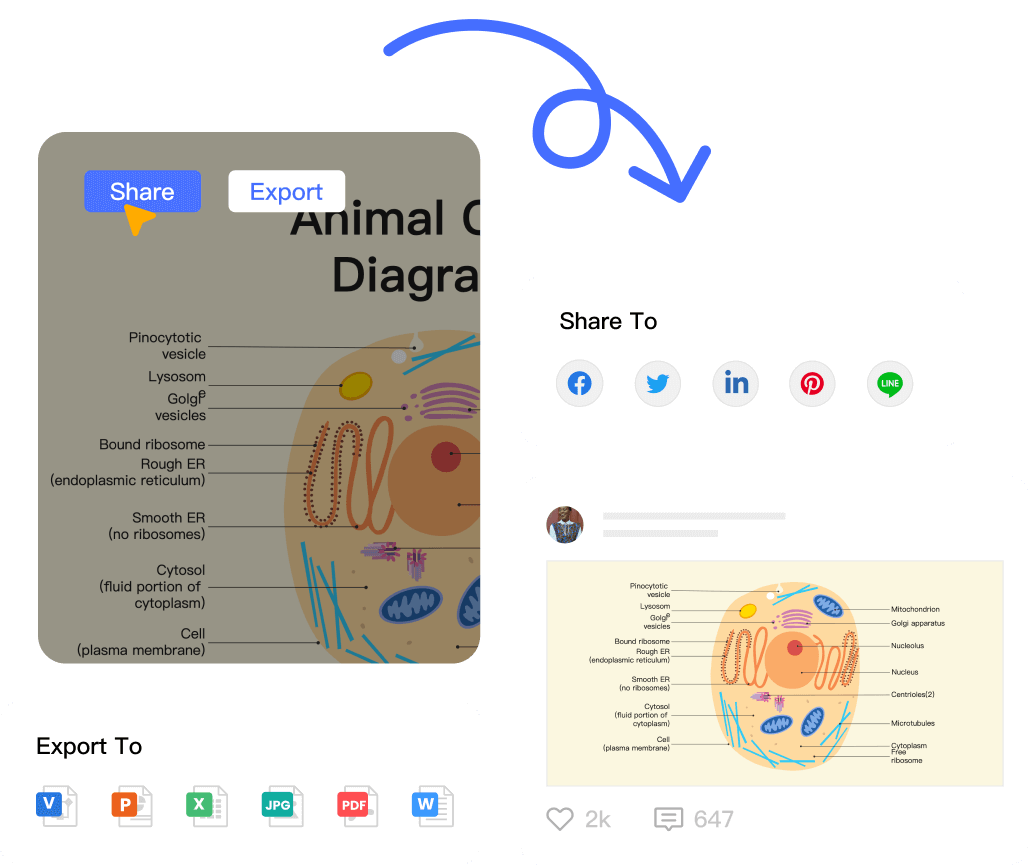 Share
Export
Animal C
Diagra
Pinocytotic
vesicle
Lysosom
e
Golgi
vesicles
Bound ribosome
Rough ER
(endoplasmic reticulum)
Smooth ER
(no ribosomes)
Cytosol
(fluid portion of
cytoplasm)
Cell
(plasma membrane)
Export To
V
P
X
JPG
PDF
W
Share To
in
LINE
Pinocytotic
vesicle
Lysosom
e
Golgi
vesicles
Bound ribosome
Rough ER
(endoplasmic reticulum)
Smooth ER
(no ribosomes)
Cytosol
(fluid portion of
cytoplasm)
Cell
(plasma membrane)
Mitochondrion
Golgi apparatus
Nucleolus
Nucleus
Centrioles(2)
Microtubules
Cytoplasm
Free
ribosome
2k
647